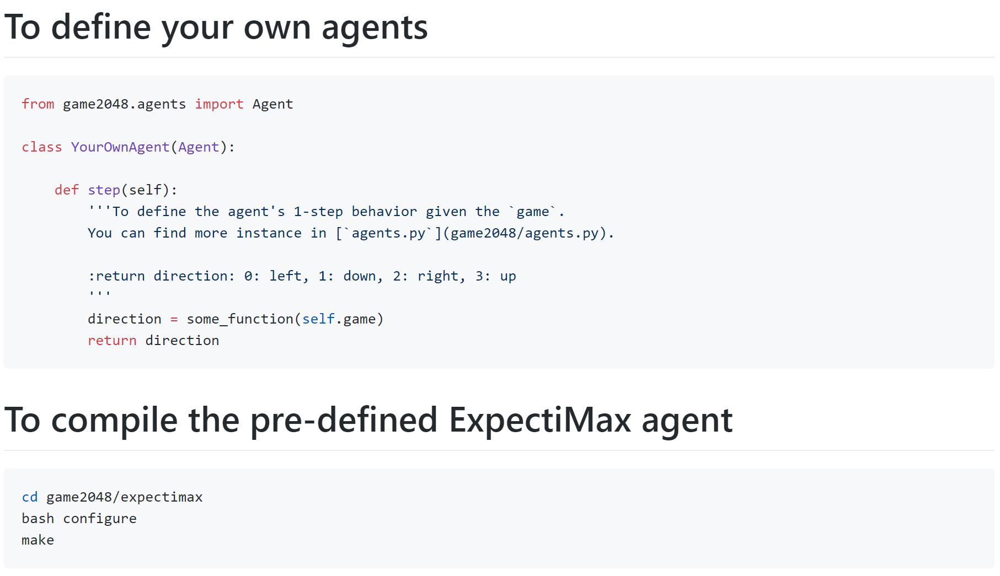 To define your own agents
from game2048.agents import Agent
class YourOwnAgent(Agent):
def step(self):
'''To define the agent's 1-step behavior given the `game`.
You can find more instance in [`agents.py`](game2048/agents.py).
:return direction: 0: left, 1: down, 2: right, 3: up
'''
direction = some_function(self.game)
return direction
To compile the pre-defined ExpectiMax agent
cd game2048/expectimax
bash configure
make